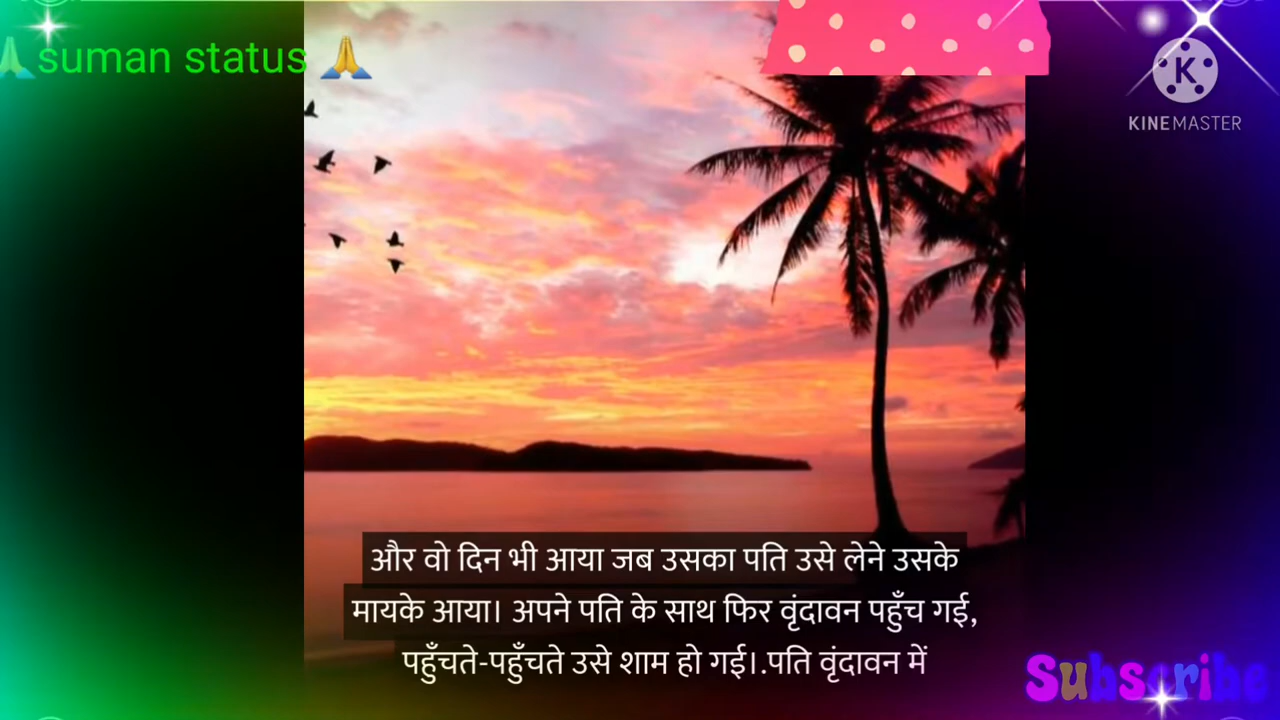 🙏suman status 🙏
K
KINEMASTER
और वो दिन भी आया जब उसका पति उसे लेने उसके
मायके आया। अपने पति के साथ फिर वृंदावन पहुँच गई,
पहुँचते-पहुँचते उसे शाम हो गई।.पति वृंदावन में
Subscribe